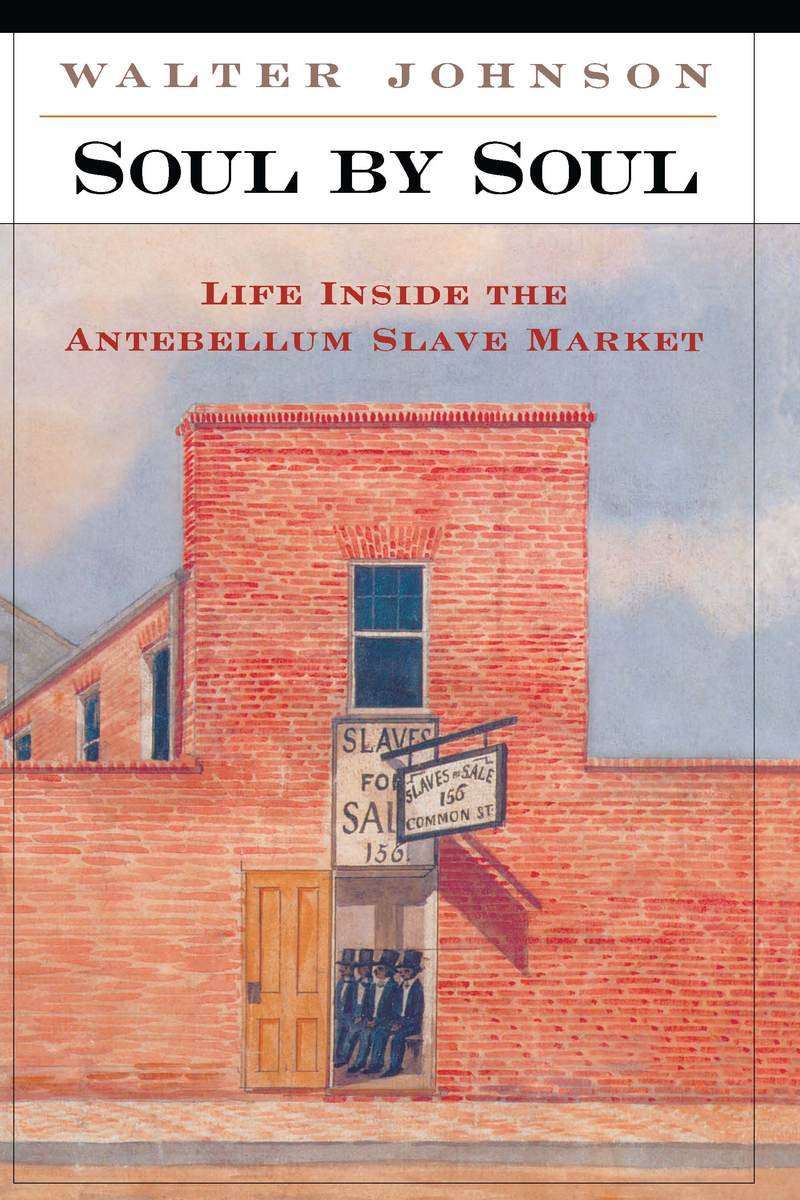 WALTER JOHNSON
SOUL BY SOUL
LIFE INSIDE THE
ANTEBELLUM SLAVE MARKET
SLAVES
FOR
SAL
156.
SLAVES for SALE
156
COMMON ST.